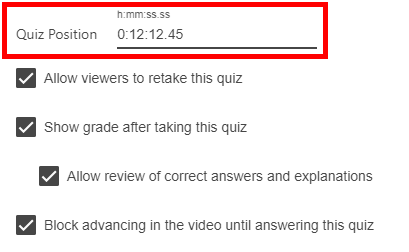 h:mm:ss.ss
Quiz Position 0:12:12.45
Allow viewers to retake this quiz
Show grade after taking this quiz
Allow review of correct answers and explanations
Block advancing in the video until answering this quiz